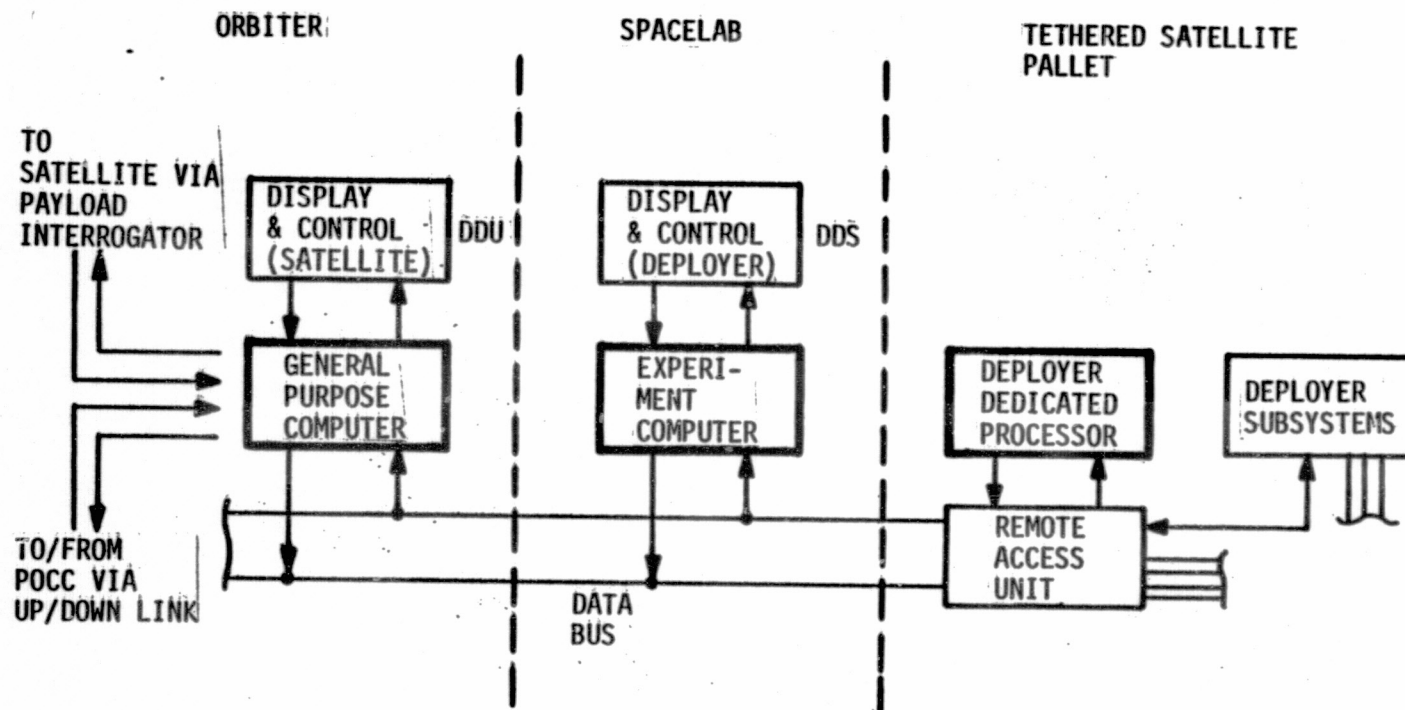 ORBITER
SPACELAB
TETHERED SATELLITE
PALLET
TO
SATELLITE VIA
PAYLOAD
INTERROGATOR
DISPLAY
& CONTROL
(SATELLITE)
DDU
DISPLAY
& CONTROL
(DEPLOYER)
DDS
GENERAL
PURPOSE
COMPUTER
EXPERI-
MENT
COMPUTER
DEPLOYER
DEDICATED
PROCESSOR
DEPLOYER
SUBSYSTEMS
REMOTE
ACCESS
UNIT
TO/FROM
POCC VIA
UP/DOWN LINK
DATA
BUS